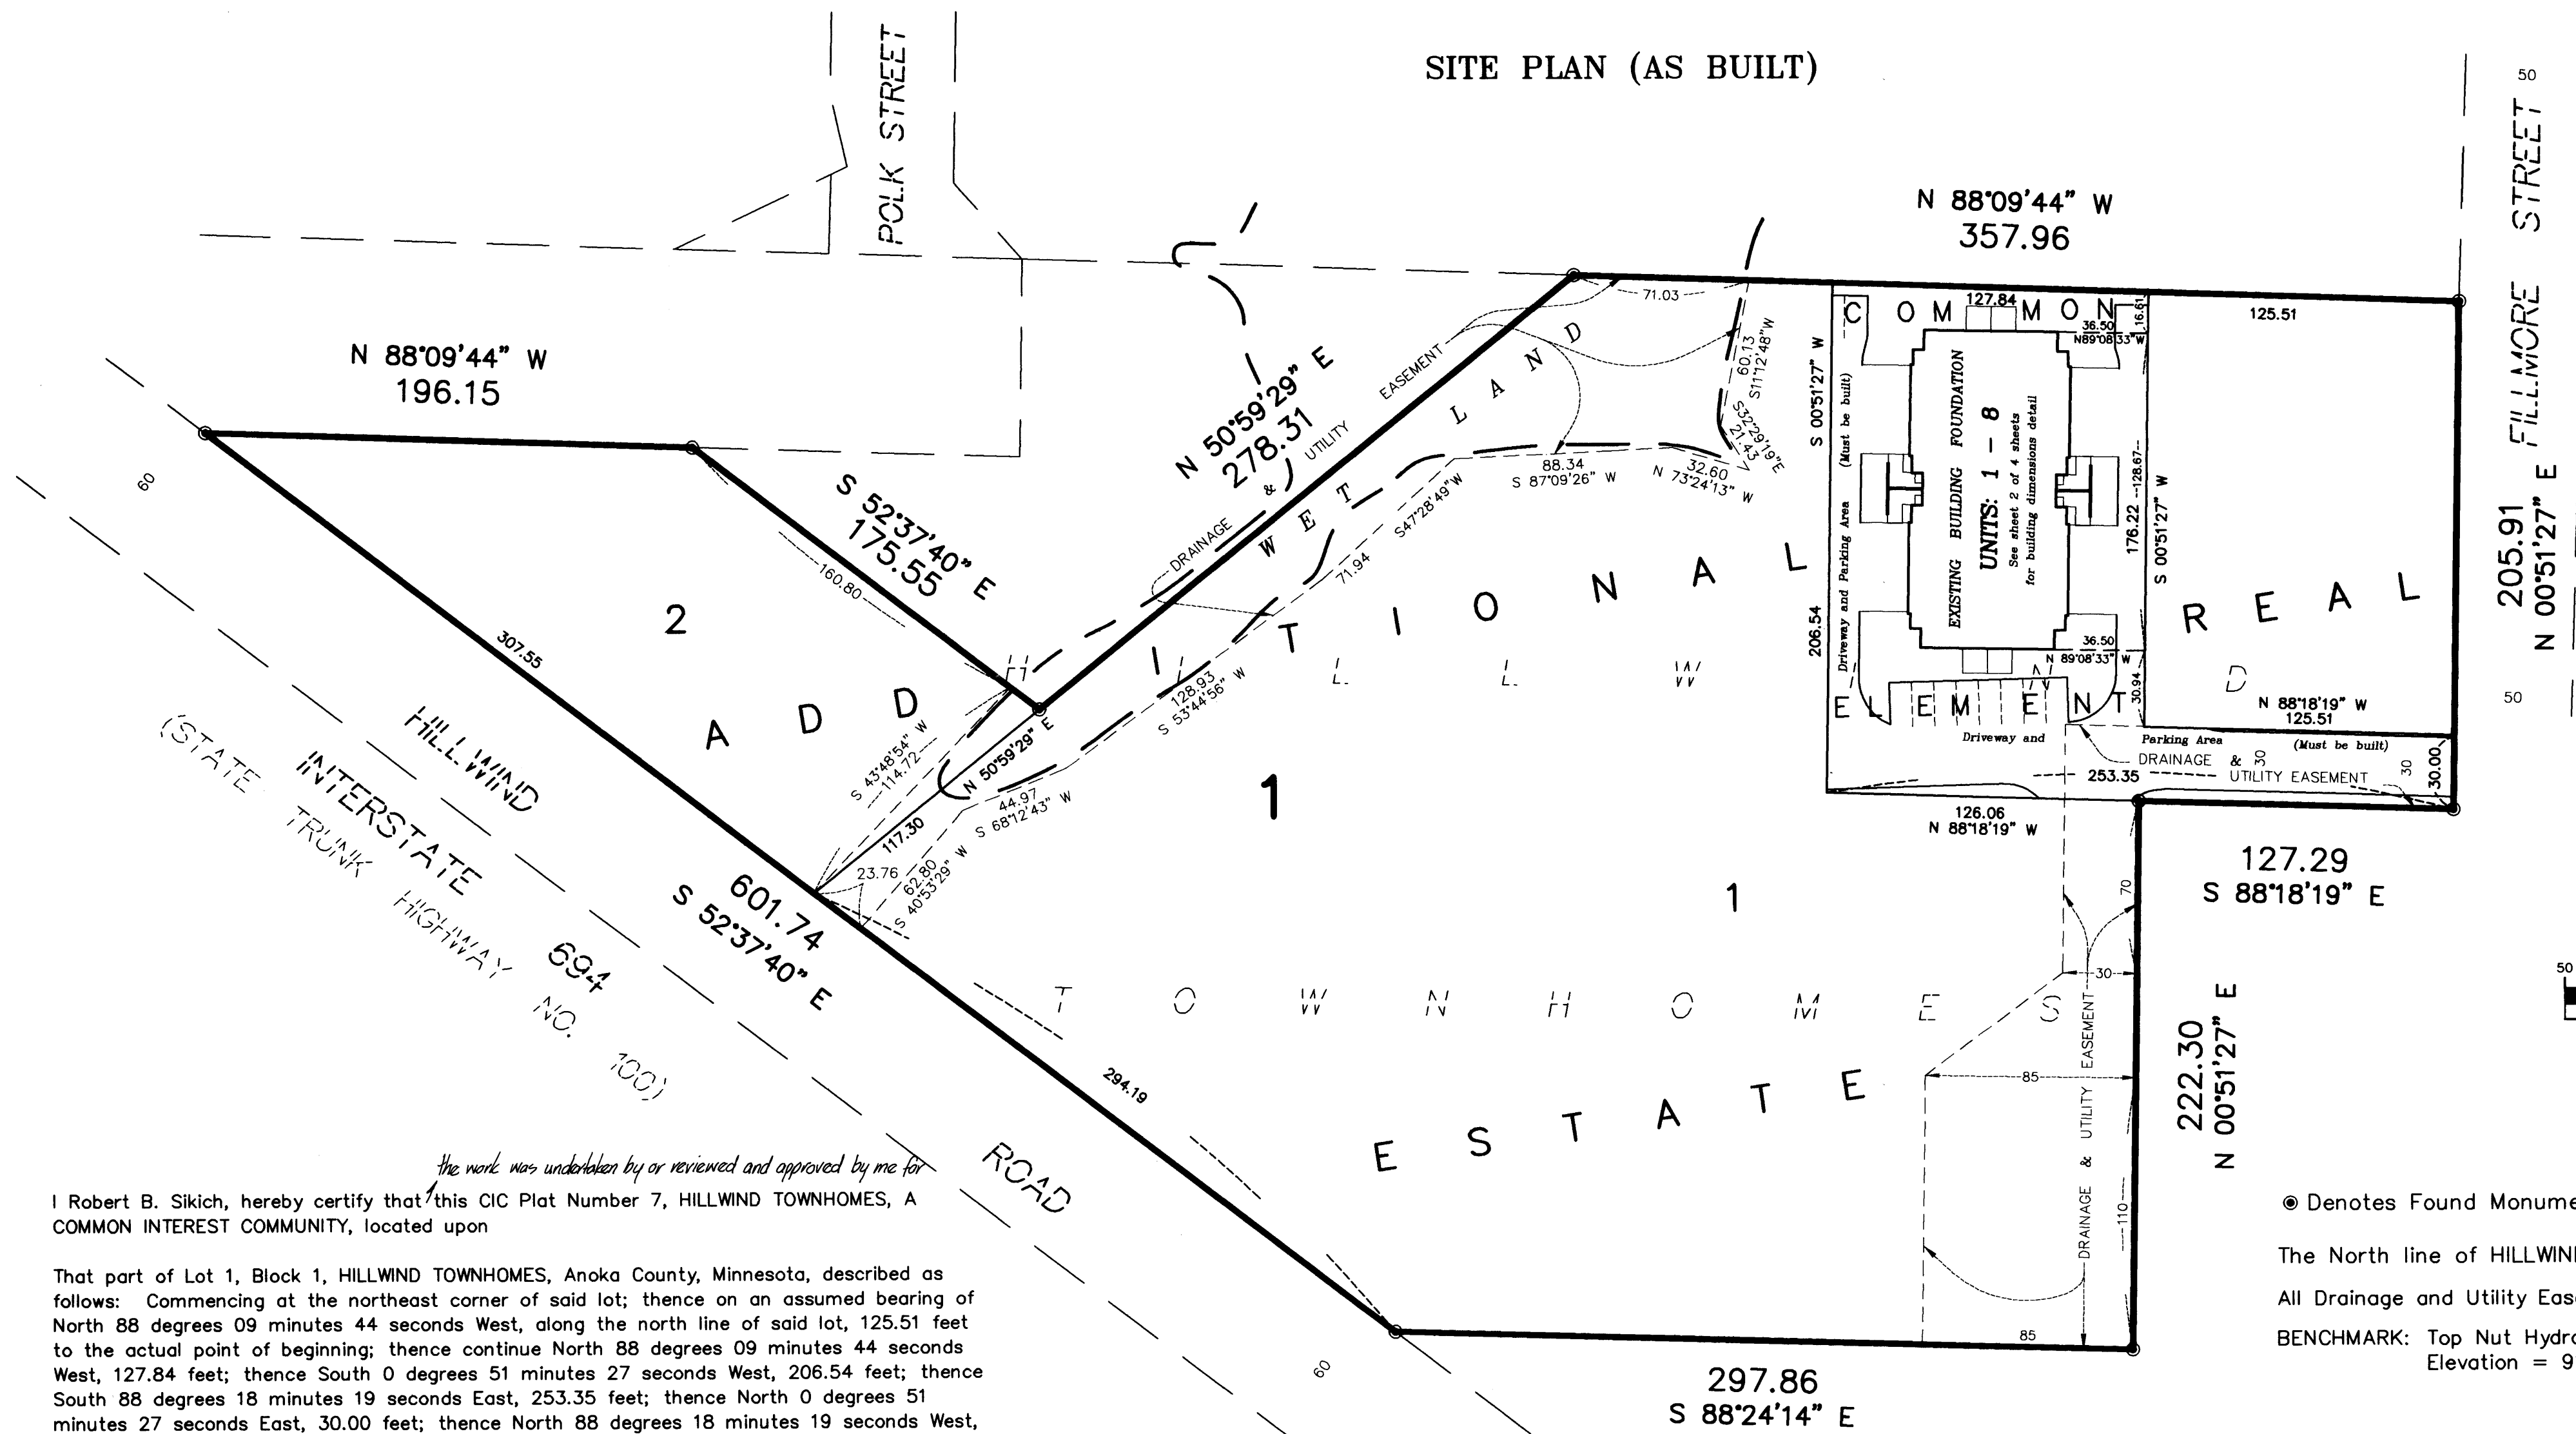 SITE PLAN (AS BUILT)
POLK STREET
50
FILLMORE STREET
N 88°09'44" W
357.96
N 88°09'44" W
196.15
60
S 52°37'40" E
175.55
160.80
N 50°59'29" E
278.31
DRAINAGE & UTILITY EASEMENT
WET LAND
71.03
60.13
S11°12'48"W
S32°29'19"E
21.43
32.60
N 73°24'13" W
88.34
S 87°09'26" W
S47°28'49"W
71.94
128.93
S 53°44'56" W
44.97
S 68°12'43" W
62.80
S 40°53'29" W
23.76
S 43°48'54" W
114.72
N 50°59'29" E
117.30
307.55
2
COMMON
127.84
16.61
36.50
N89°08'33"W
125.51
S 00°51'27" W
206.54
Driveway and Parking Area (Must be built)
EXISTING BUILDING FOUNDATION
UNITS: 1 - 8
See sheet 2 of 4 sheets
for building dimensions detail
128.67
176.22
S 00°51'27" W
36.50
N 89°08'33" W
30.94
ELEMENT
205.91
N 00°51'27" E
50
ADDITIONAL REAL
HILLWIND
N 88°18'19" W
125.51
Driveway and Parking Area (Must be built)
DRAINAGE & UTILITY EASEMENT
30
30
30.00
253.35
126.06
N 88°18'19" W
127.29
S 88°18'19" E
1
1
70
30
85
110
85
DRAINAGE & UTILITY EASEMENT
222.30
N 00°51'27" E
50
TOWNHOMES
ESTATE
601.74
S 52°37'40" E
294.19
HILLWIND ROAD
INTERSTATE 694
(STATE TRUNK HIGHWAY NO. 100)
60
297.86
S 88°24'14" E
the work was undertaken by or reviewed and approved by me for
I Robert B. Sikich, hereby certify that this CIC Plat Number 7, HILLWIND TOWNHOMES, A
COMMON INTEREST COMMUNITY, located upon
That part of Lot 1, Block 1, HILLWIND TOWNHOMES, Anoka County, Minnesota, described as
follows: Commencing at the northeast corner of said lot; thence on an assumed bearing of
North 88 degrees 09 minutes 44 seconds West, along the north line of said lot, 125.51 feet
to the actual point of beginning; thence continue North 88 degrees 09 minutes 44 seconds
West, 127.84 feet; thence South 0 degrees 51 minutes 27 seconds West, 206.54 feet; thence
South 88 degrees 18 minutes 19 seconds East, 253.35 feet; thence North 0 degrees 51
minutes 27 seconds East, 30.00 feet; thence North 88 degrees 18 minutes 19 seconds West,
Denotes Found Monume
The North line of HILLWIN
All Drainage and Utility Eas
BENCHMARK: Top Nut Hydr
Elevation = 9